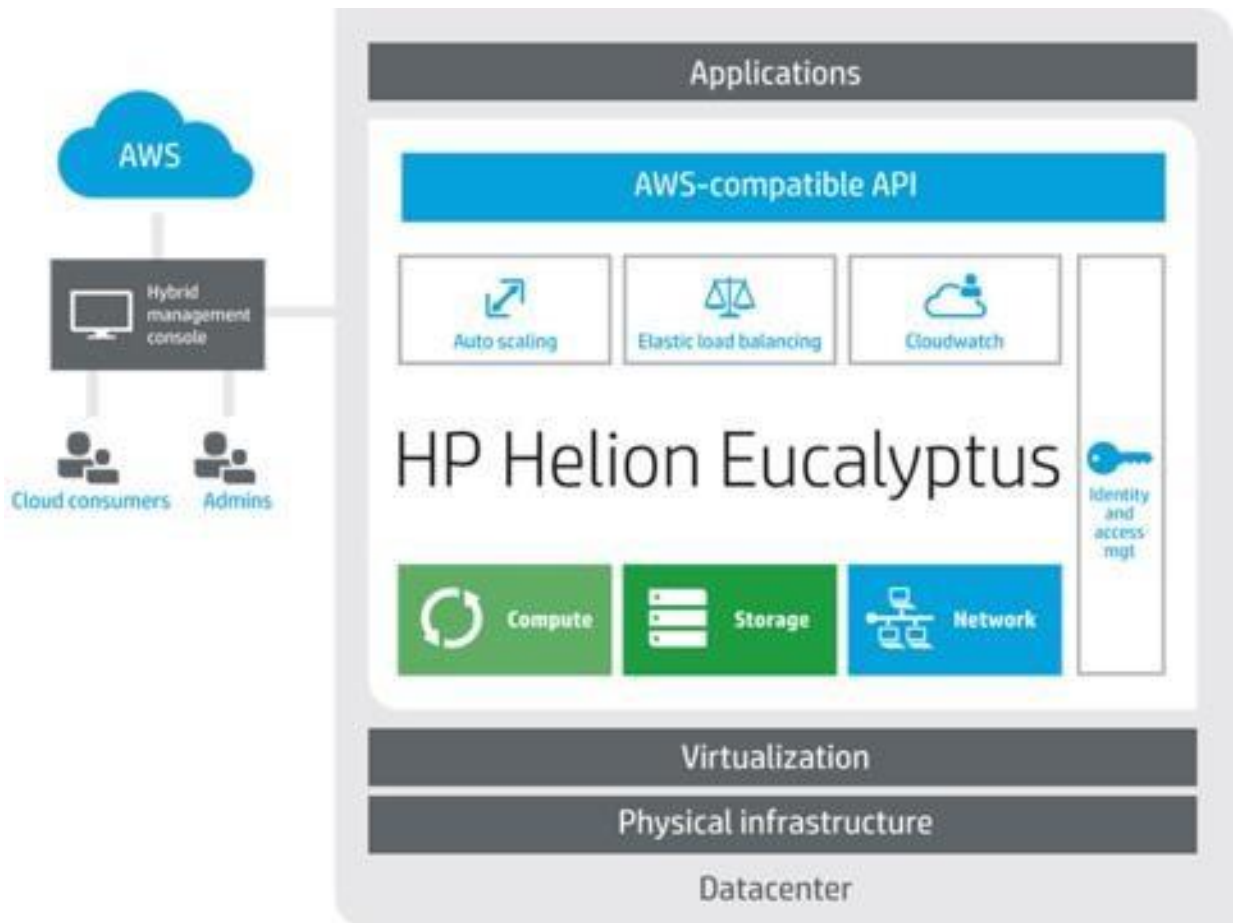 Applications
AWS
AWS-compatible API
Hybrid
management
console
Auto scaling
Elastic load balancing
Cloudwatch
HP Helion Eucalyptus
Identity
and
access
mgt
Cloud consumers
Admins
Compute
Storage
Network
Virtualization
Physical infrastructure
Datacenter